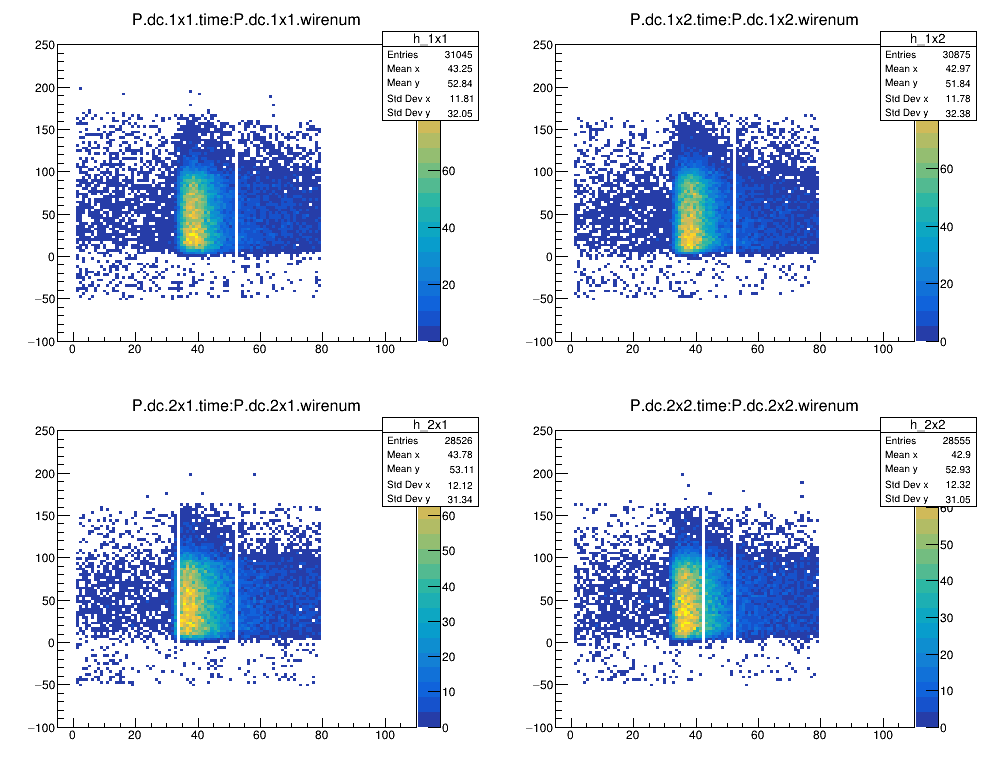 P.dc.1x1.time:P.dc.1x1.wirenum
h_1x1
Entries 31045
Mean x 43.25
Mean y 52.84
Std Dev x 11.81
Std Dev y 32.05
250
200
150
100
50
0
−50
−100
0 20 40 60 80 100
60
40
20
0
P.dc.1x2.time:P.dc.1x2.wirenum
h_1x2
Entries 30875
Mean x 42.97
Mean y 51.84
Std Dev x 11.78
Std Dev y 32.38
250
200
150
100
50
0
−50
−100
0 20 40 60 80 100
60
40
20
0
P.dc.2x1.time:P.dc.2x1.wirenum
h_2x1
Entries 28526
Mean x 43.78
Mean y 53.11
Std Dev x 12.12
Std Dev y 31.34
250
200
150
100
50
0
−50
−100
0 20 40 60 80 100
60
50
40
30
20
10
0
P.dc.2x2.time:P.dc.2x2.wirenum
h_2x2
Entries 28555
Mean x 42.9
Mean y 52.93
Std Dev x 12.32
Std Dev y 31.05
250
200
150
100
50
0
−50
−100
0 20 40 60 80 100
60
50
40
30
20
10
0